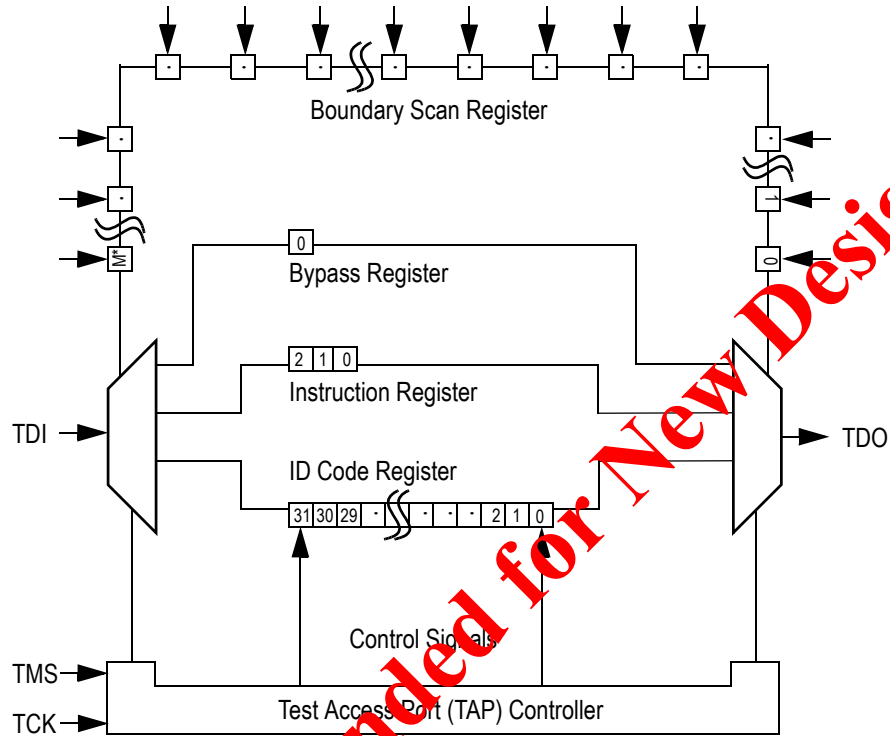 · · · · · · · ·
Boundary Scan Register
· ·
· 1
M* 0
0
Bypass Register
2 1 0
Instruction Register
TDI
TDO
ID Code Register
31 30 29 · · · · 2 1 0
Control Signals
TMS
Test Access Port (TAP) Controller
TCK
nded for New Desi